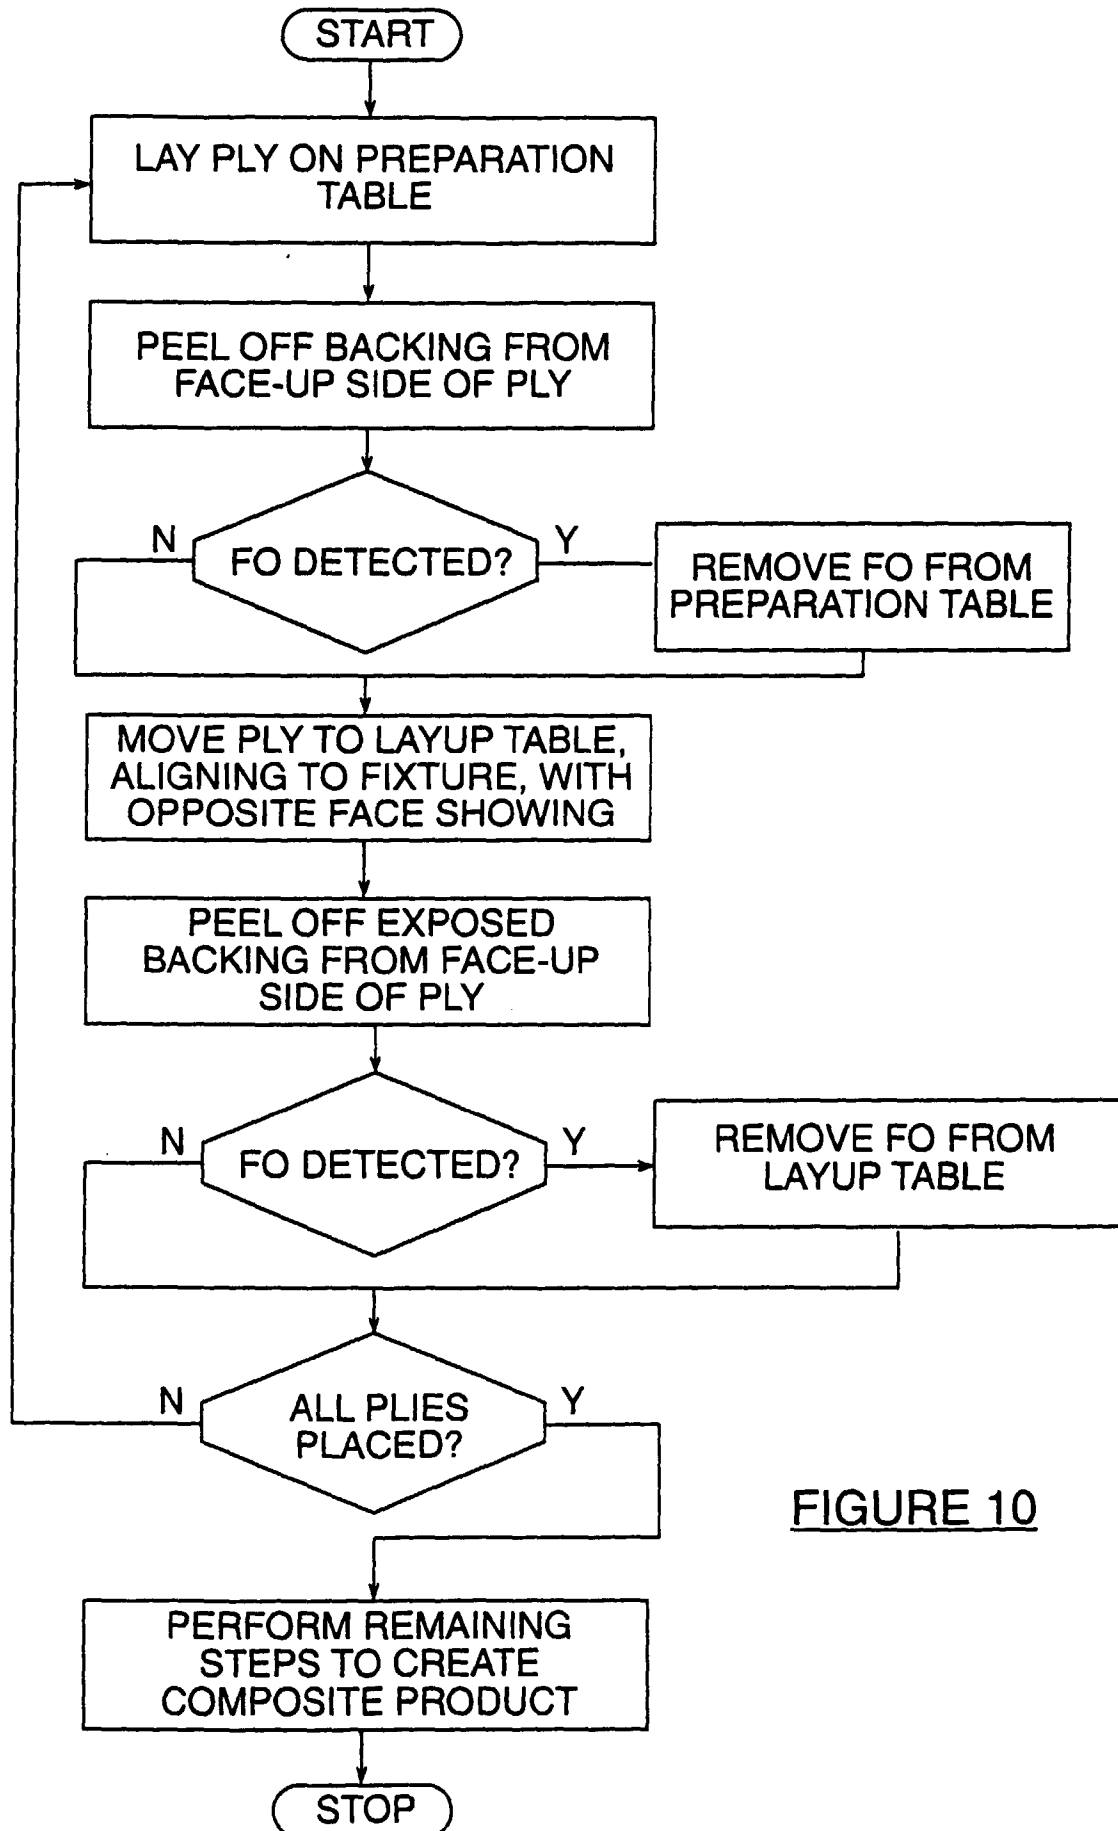 START
LAY PLY ON PREPARATION
TABLE
PEEL OFF BACKING FROM
FACE-UP SIDE OF PLY
N
Y
FO DETECTED?
REMOVE FO FROM
PREPARATION TABLE
MOVE PLY TO LAYUP TABLE,
ALIGNING TO FIXTURE, WITH
OPPOSITE FACE SHOWING
PEEL OFF EXPOSED
BACKING FROM FACE-UP
SIDE OF PLY
N
Y
FO DETECTED?
REMOVE FO FROM
LAYUP TABLE
N
Y
ALL PLIES
PLACED?
FIGURE 10
PERFORM REMAINING
STEPS TO CREATE
COMPOSITE PRODUCT
STOP